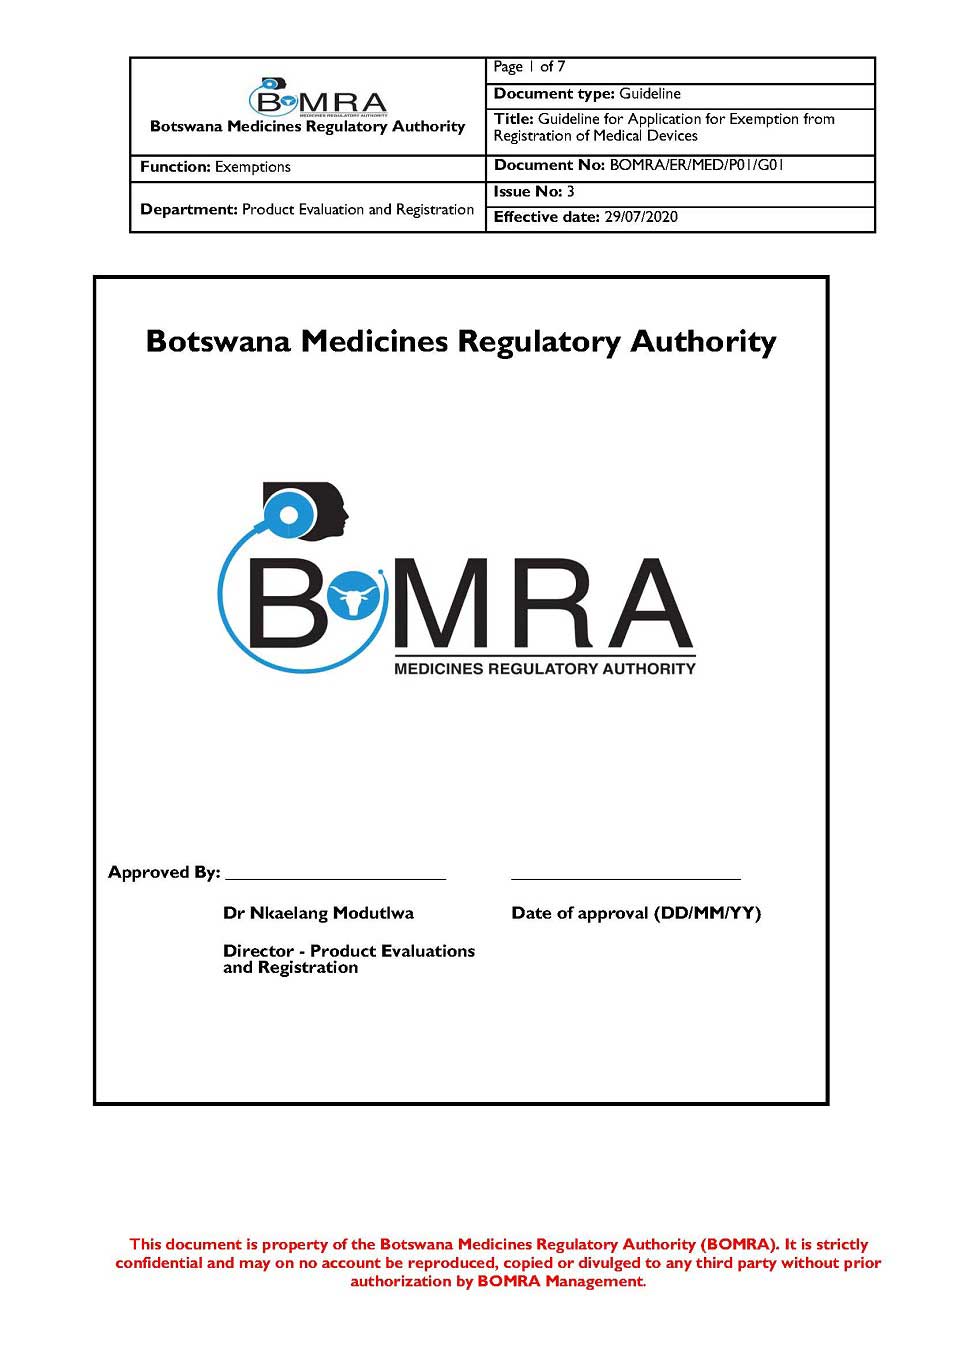 BOMRA
MEDICINES REGULATORY AUTHORITY
Botswana Medicines Regulatory Authority
Page 1 of 7
Document type: Guideline
Title: Guideline for Application for Exemption from
Registration of Medical Devices
Function: Exemptions
Document No: BOMRA/ER/MED/P01/G01
Department: Product Evaluation and Registration
Issue No: 3
Effective date: 29/07/2020
Botswana Medicines Regulatory Authority
BOMRA
MEDICINES REGULATORY AUTHORITY
Approved By: ______________________ ______________________
Dr Nkaelang Modutlwa Date of approval (DD/MM/YY)
Director - Product Evaluations
and Registration
This document is property of the Botswana Medicines Regulatory Authority (BOMRA). It is strictly
confidential and may on no account be reproduced, copied or divulged to any third party without prior
authorization by BOMRA Management.